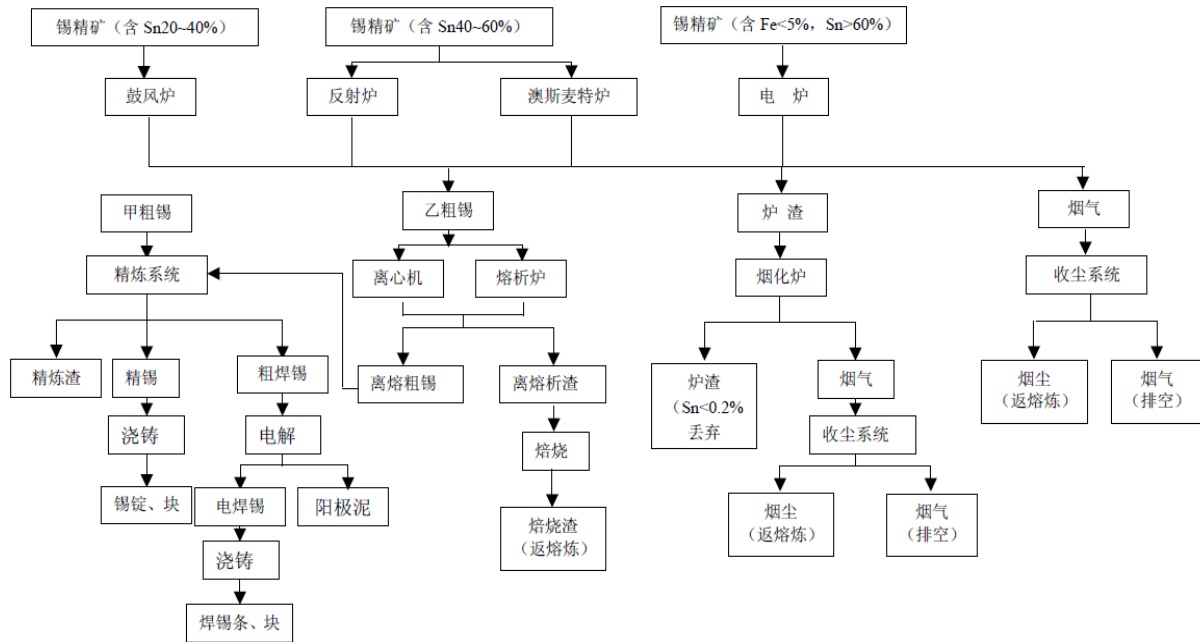 锡精矿（含 Sn20~40%）
锡精矿（含 Sn40~60%）
锡精矿（含 Fe<5%，Sn>60%）
鼓风炉
反射炉
澳斯麦特炉
电 炉
甲粗锡
乙粗锡
炉 渣
烟气
精炼系统
离心机
熔析炉
烟化炉
收尘系统
精炼渣
精锡
粗焊锡
离熔粗锡
离熔析渣
炉渣
（Sn<0.2%
丢弃
烟气
烟尘
（返熔炼）
烟气
（排空）
浇铸
电解
焙烧
收尘系统
锡锭、块
电焊锡
阳极泥
焙烧渣
（返熔炼）
烟尘
（返熔炼）
烟气
（排空）
浇铸
焊锡条、块